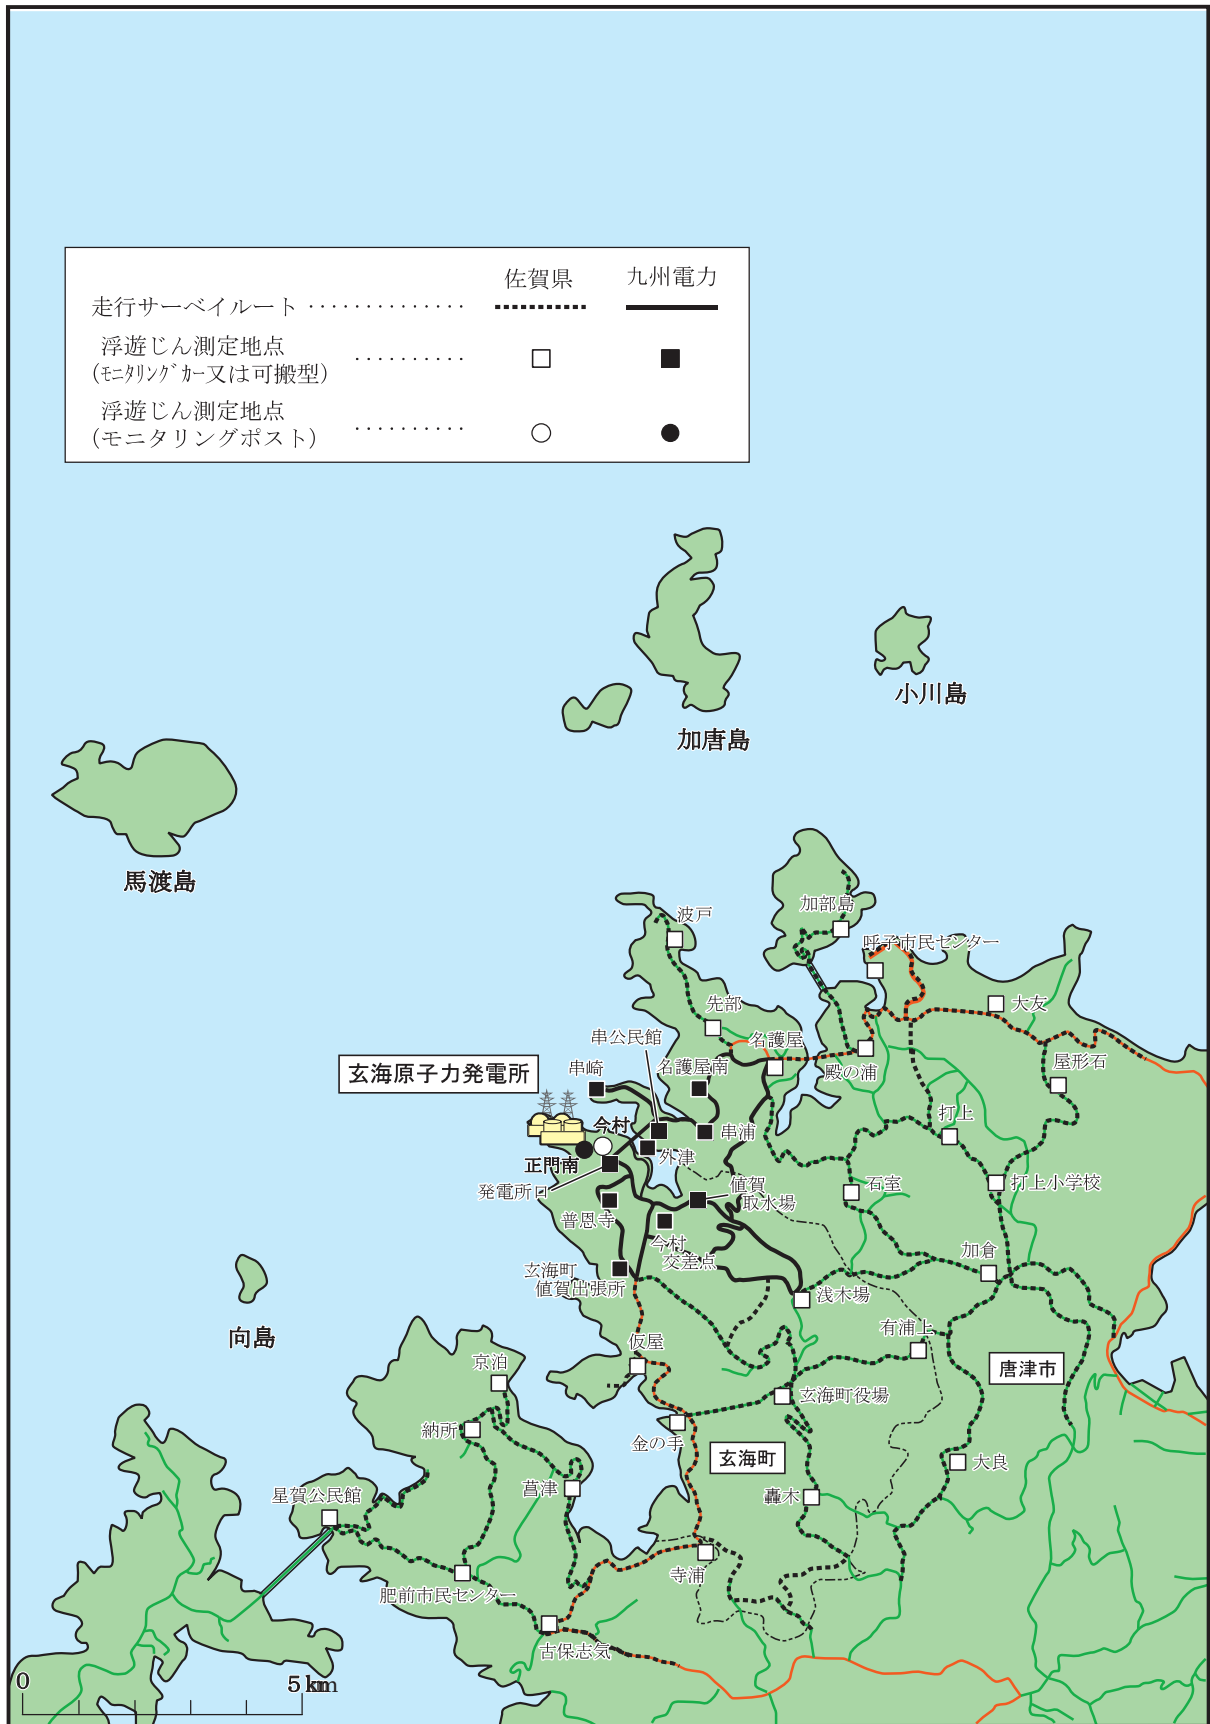 佐賀県 九州電力
走行サーベイルート ‥‥‥‥‥‥‥
浮遊じん測定地点
(ﾓﾆﾀﾘﾝｸﾞｶｰ又は可搬型) ‥‥‥‥‥
浮遊じん測定地点
(モニタリングポスト) ‥‥‥‥‥
小川島
加唐島
馬渡島
加部島
波戸
呼子市民センター
先部
大友
串公民館
名護屋
玄海原子力発電所
串崎
名護屋南
殿の浦
屋形石
今村
打上
串浦
正門南
外津
発電所口
値賀
取水場
石室
打上小学校
普恩寺
今村
交差点
加倉
玄海町
値賀出張所
浅木場
向島
仮屋
有浦上
京泊
唐津市
玄海町役場
納所
金の手
玄海町
大良
菖津
星賀公民館
轟木
寺浦
肥前市民センター
古保志気
0
5km